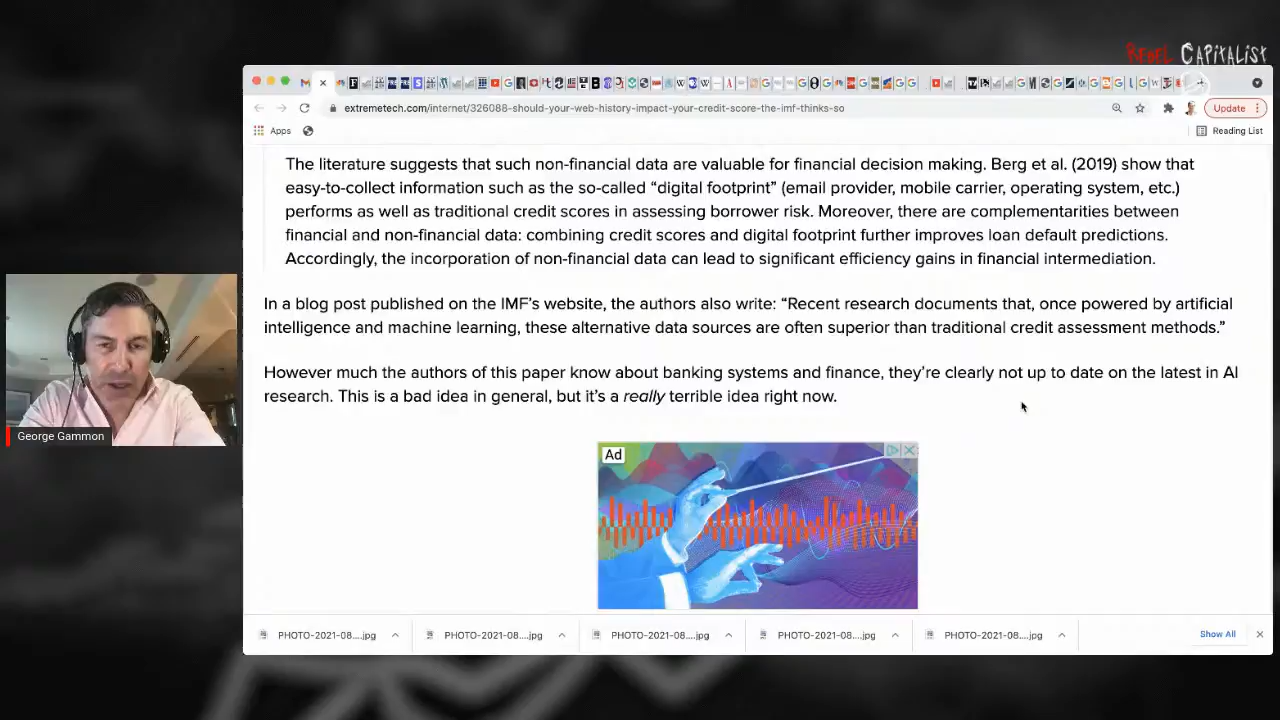 REBEL CAPITALIST
extremetech.com/internet/326088-should-your-web-history-impact-your-credit-score-the-imf-thinks-so
Update
Apps
Reading List
The literature suggests that such non-financial data are valuable for financial decision making. Berg et al. (2019) show that
easy-to-collect information such as the so-called “digital footprint” (email provider, mobile carrier, operating system, etc.)
performs as well as traditional credit scores in assessing borrower risk. Moreover, there are complementarities between
financial and non-financial data: combining credit scores and digital footprint further improves loan default predictions.
Accordingly, the incorporation of non-financial data can lead to significant efficiency gains in financial intermediation.
In a blog post published on the IMF’s website, the authors also write: “Recent research documents that, once powered by artificial
intelligence and machine learning, these alternative data sources are often superior than traditional credit assessment methods.”
However much the authors of this paper know about banking systems and finance, they’re clearly not up to date on the latest in AI
research. This is a bad idea in general, but it’s a really terrible idea right now.
George Gammon
Ad
PHOTO-2021-08....jpg
PHOTO-2021-08....jpg
PHOTO-2021-08....jpg
PHOTO-2021-08....jpg
PHOTO-2021-08....jpg
Show All